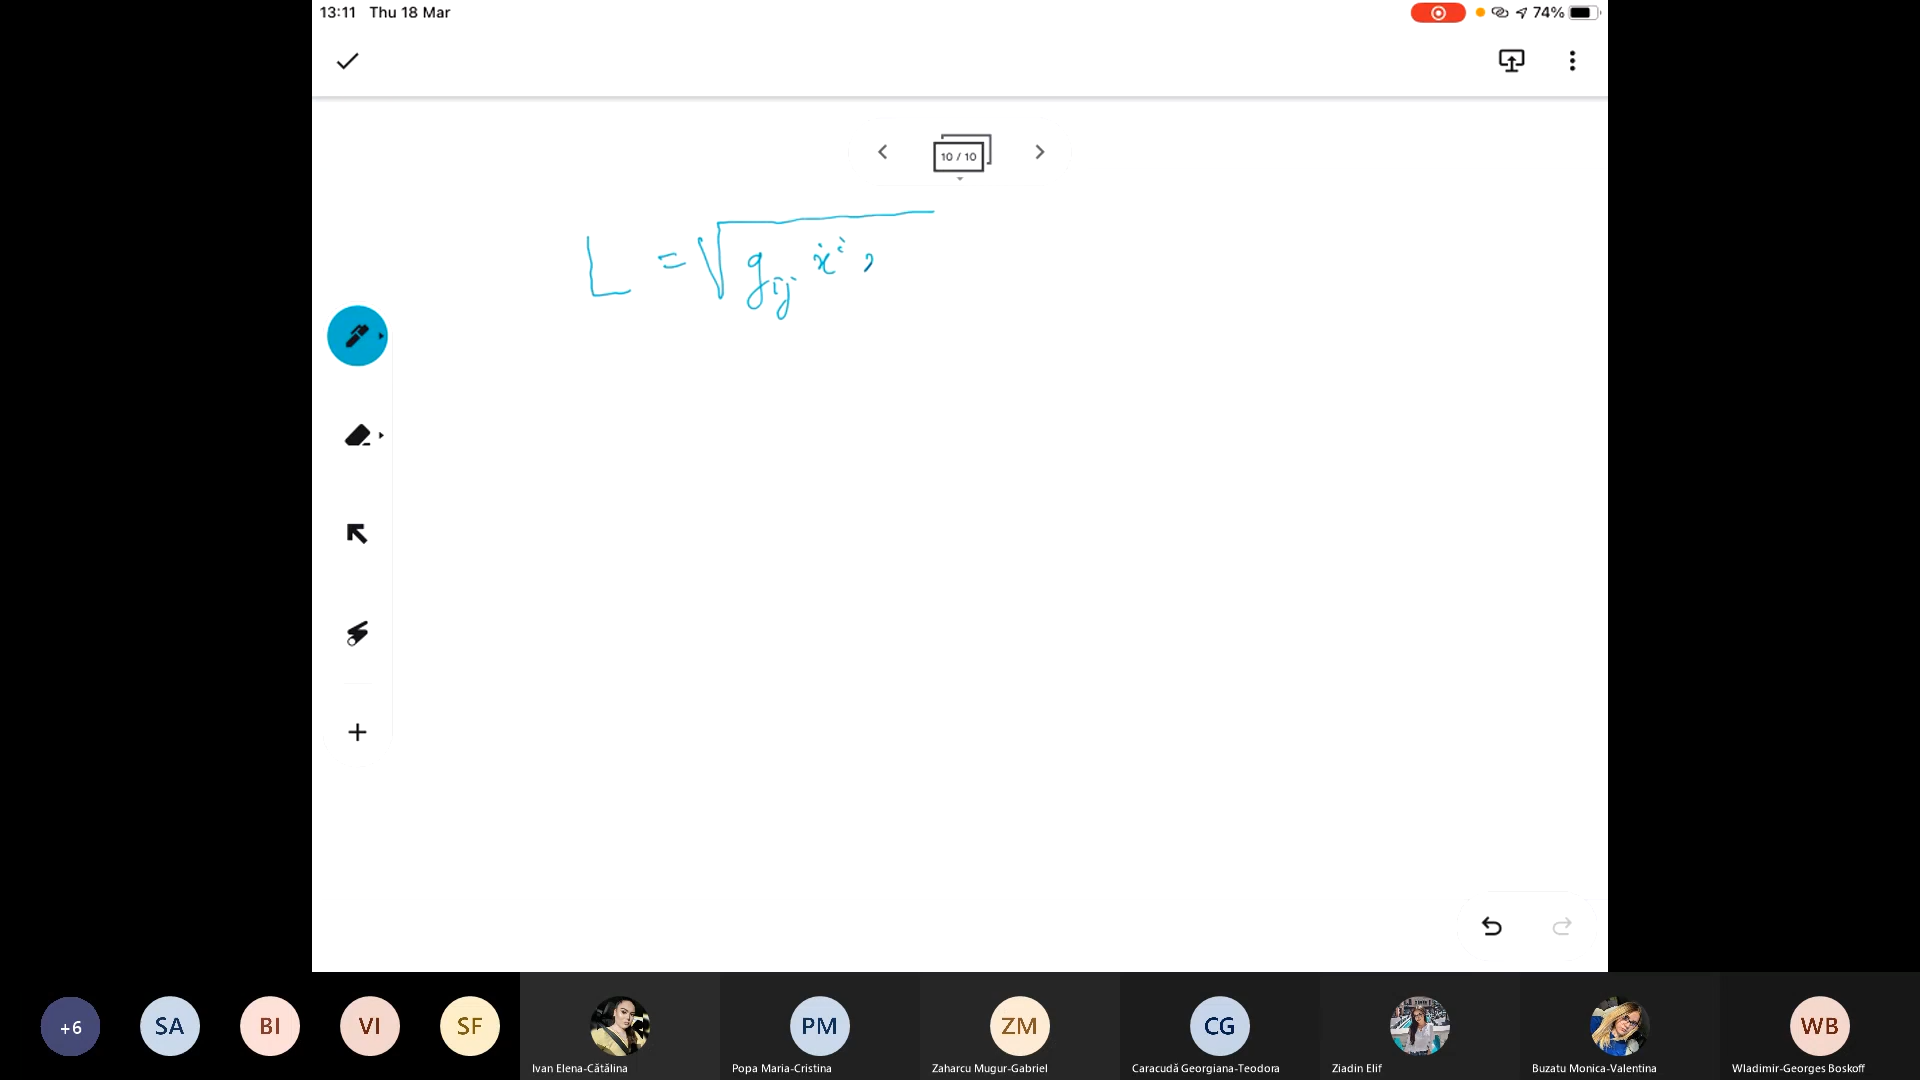 13:11 Thu 18 Mar
74%
10 / 10
L = √ g_ij ẋ^i ,
+6 SA BI VI SF PM ZM CG WB
Ivan Elena-Cătălina Popa Maria-Cristina Zaharcu Mugur-Gabriel Caracudă Georgiana-Teodora Ziadin Elif Buzatu Monica-Valentina Wladimir-Georges Boskoff